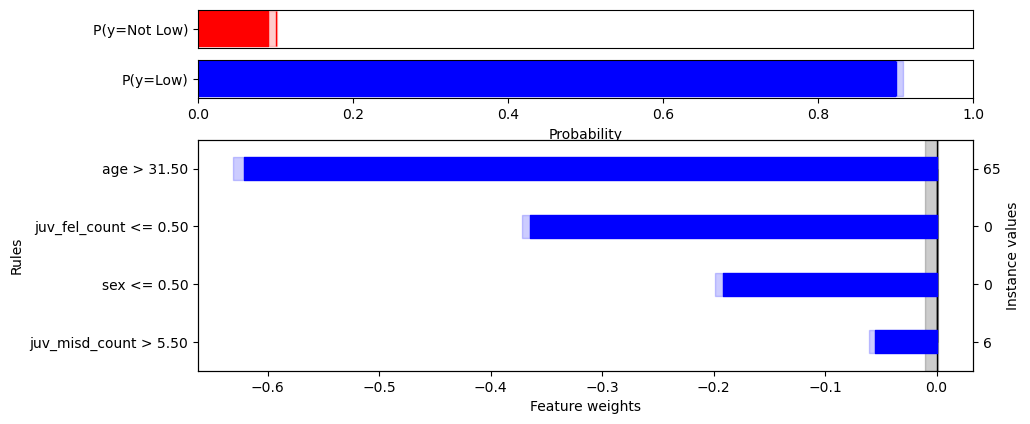 P(y=Not Low)
P(y=Low)
0.0 0.2 0.4 0.6 0.8 1.0
Probability
age > 31.50 65
juv_fel_count <= 0.50 0
sex <= 0.50 0
juv_misd_count > 5.50 6
Rules
Instance values
−0.6 −0.5 −0.4 −0.3 −0.2 −0.1 0.0
Feature weights